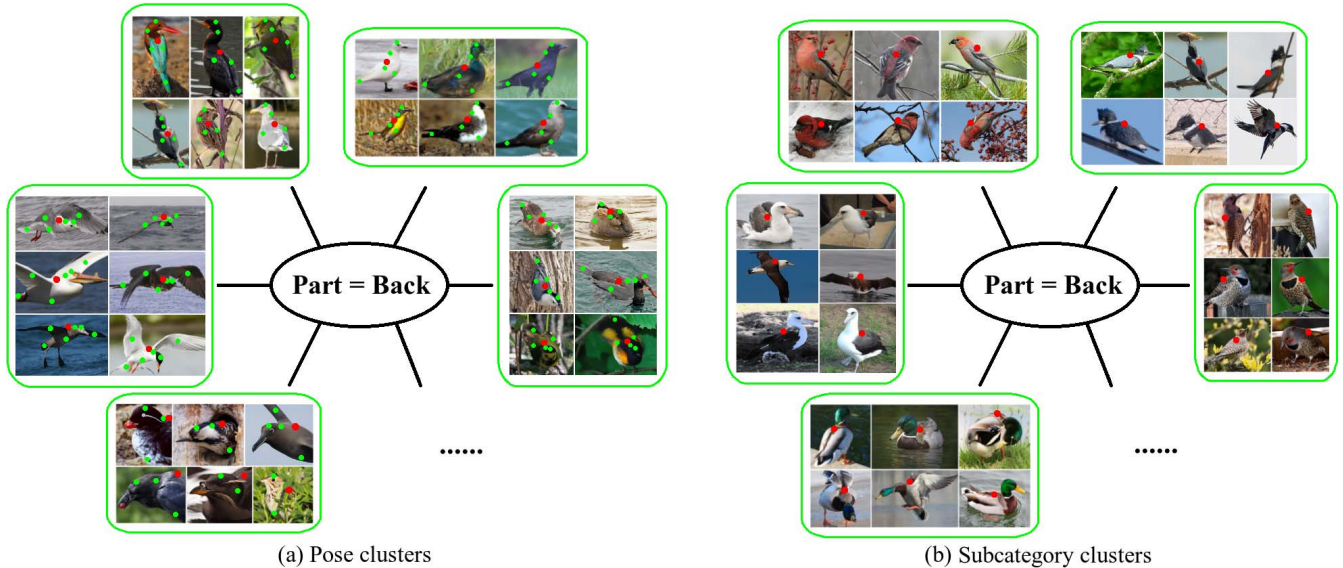 Part = Back
Part = Back
......
......
(a) Pose clusters
(b) Subcategory clusters